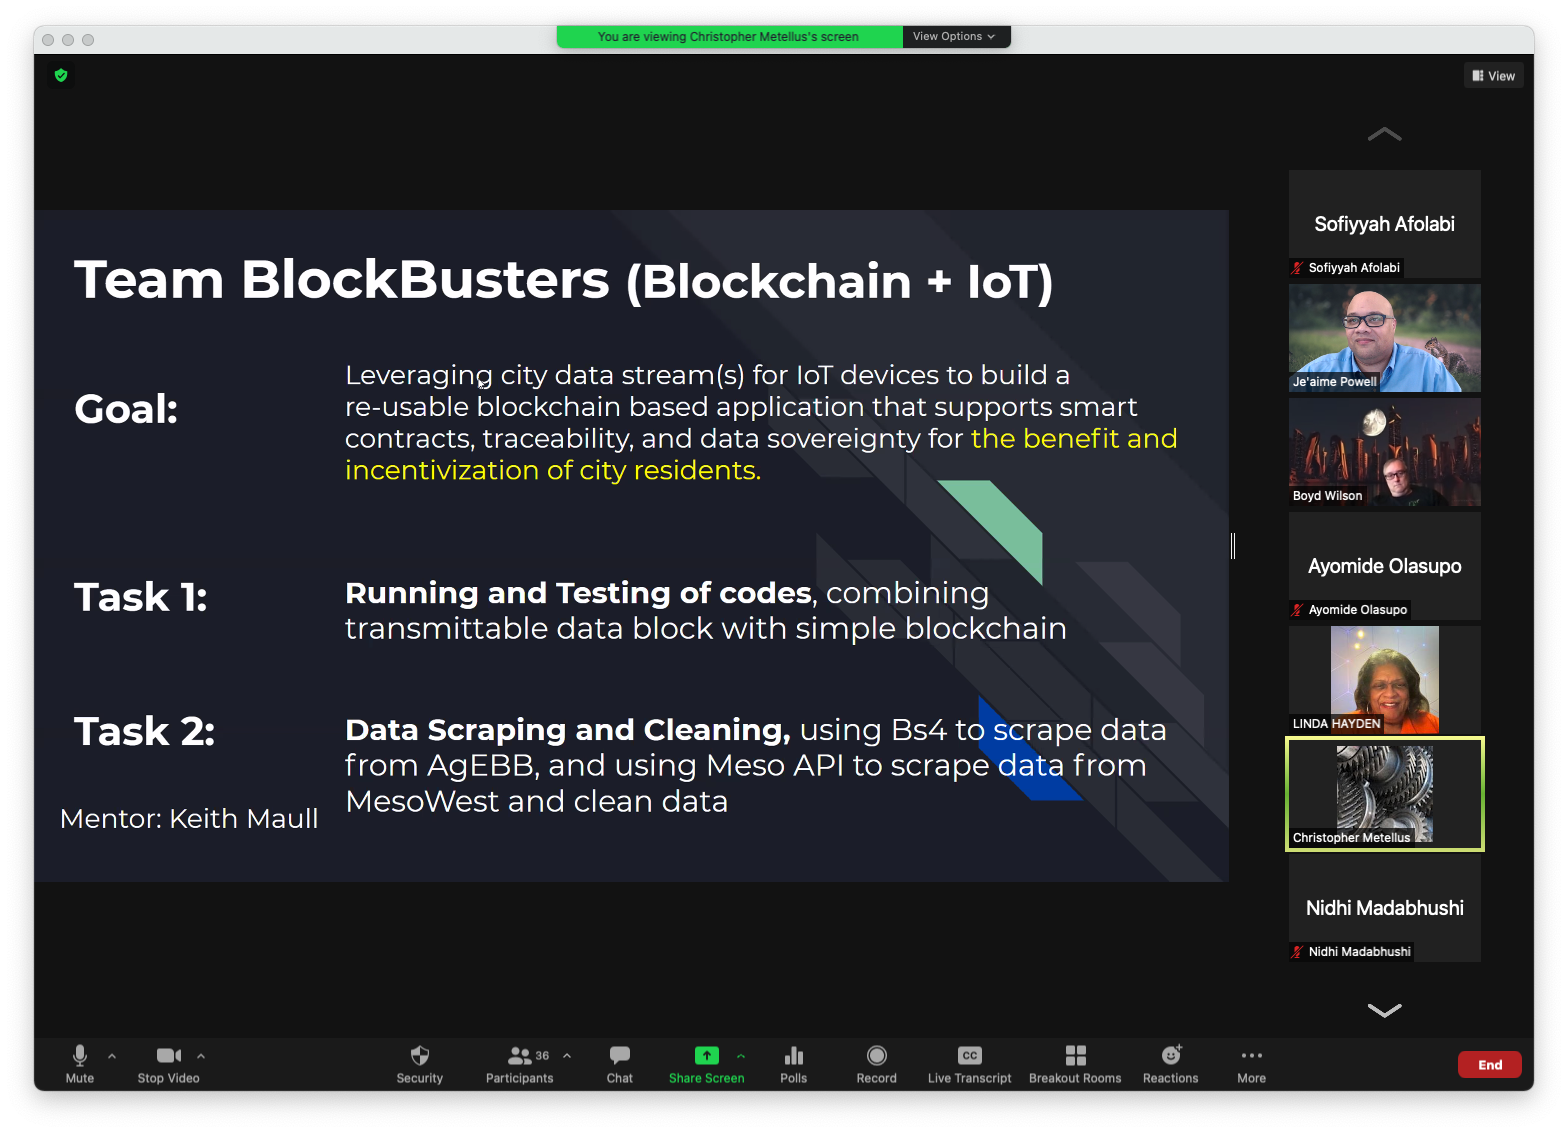 You are viewing Christopher Metellus's screen
View Options
View
Team BlockBusters (Blockchain + IoT)
Goal:
Leveraging city data stream(s) for IoT devices to build a
re-usable blockchain based application that supports smart
contracts, traceability, and data sovereignty for the benefit and
incentivization of city residents.
Task 1:
Running and Testing of codes, combining
transmittable data block with simple blockchain
Task 2:
Data Scraping and Cleaning, using Bs4 to scrape data
from AgEBB, and using Meso API to scrape data from
MesoWest and clean data
Mentor: Keith Maull
Sofiyyah Afolabi
Sofiyyah Afolabi
Je'aime Powell
Boyd Wilson
Ayomide Olasupo
Ayomide Olasupo
LINDA HAYDEN
Christopher Metellus
Nidhi Madabhushi
Nidhi Madabhushi
Mute
Stop Video
Security
36
Participants
Chat
Share Screen
Polls
Record
CC
Live Transcript
Breakout Rooms
Reactions
More
End